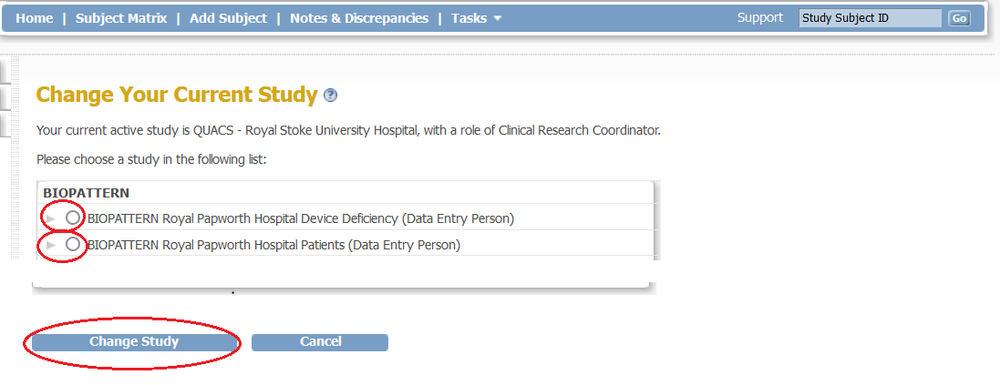 Home | Subject Matrix | Add Subject | Notes & Discrepancies | Tasks Support Study Subject ID Go
Change Your Current Study ?
Your current active study is QUACS - Royal Stoke University Hospital, with a role of Clinical Research Coordinator.
Please choose a study in the following list:
BIOPATTERN
BIOPATTERN Royal Papworth Hospital Device Deficiency (Data Entry Person)
BIOPATTERN Royal Papworth Hospital Patients (Data Entry Person)
.
Change Study Cancel